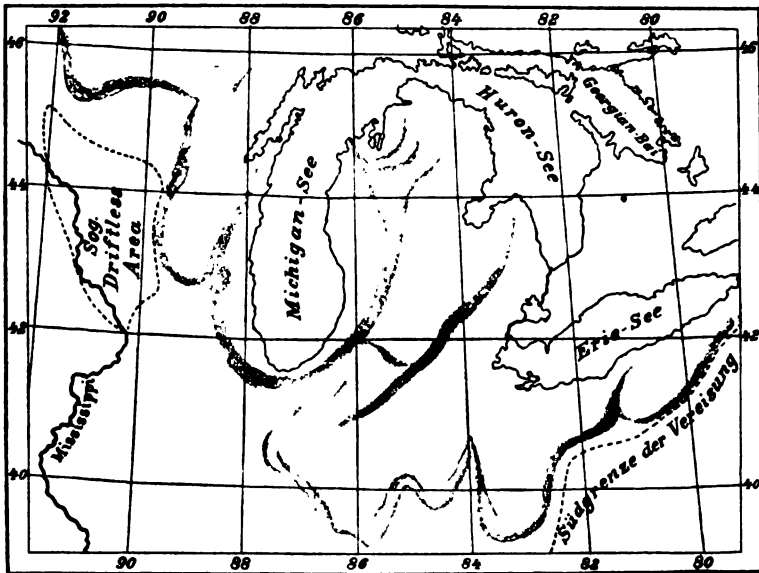 92 90 88 86 84 82 80
46 46
Georgian-Bai
Huron-See
44 44
Sog.
Driftless
Area
Michigan-See
42 42
Erie-See
Mississippi
Südgrenze der Vereisung
40 40
90 88 86 84 82 80